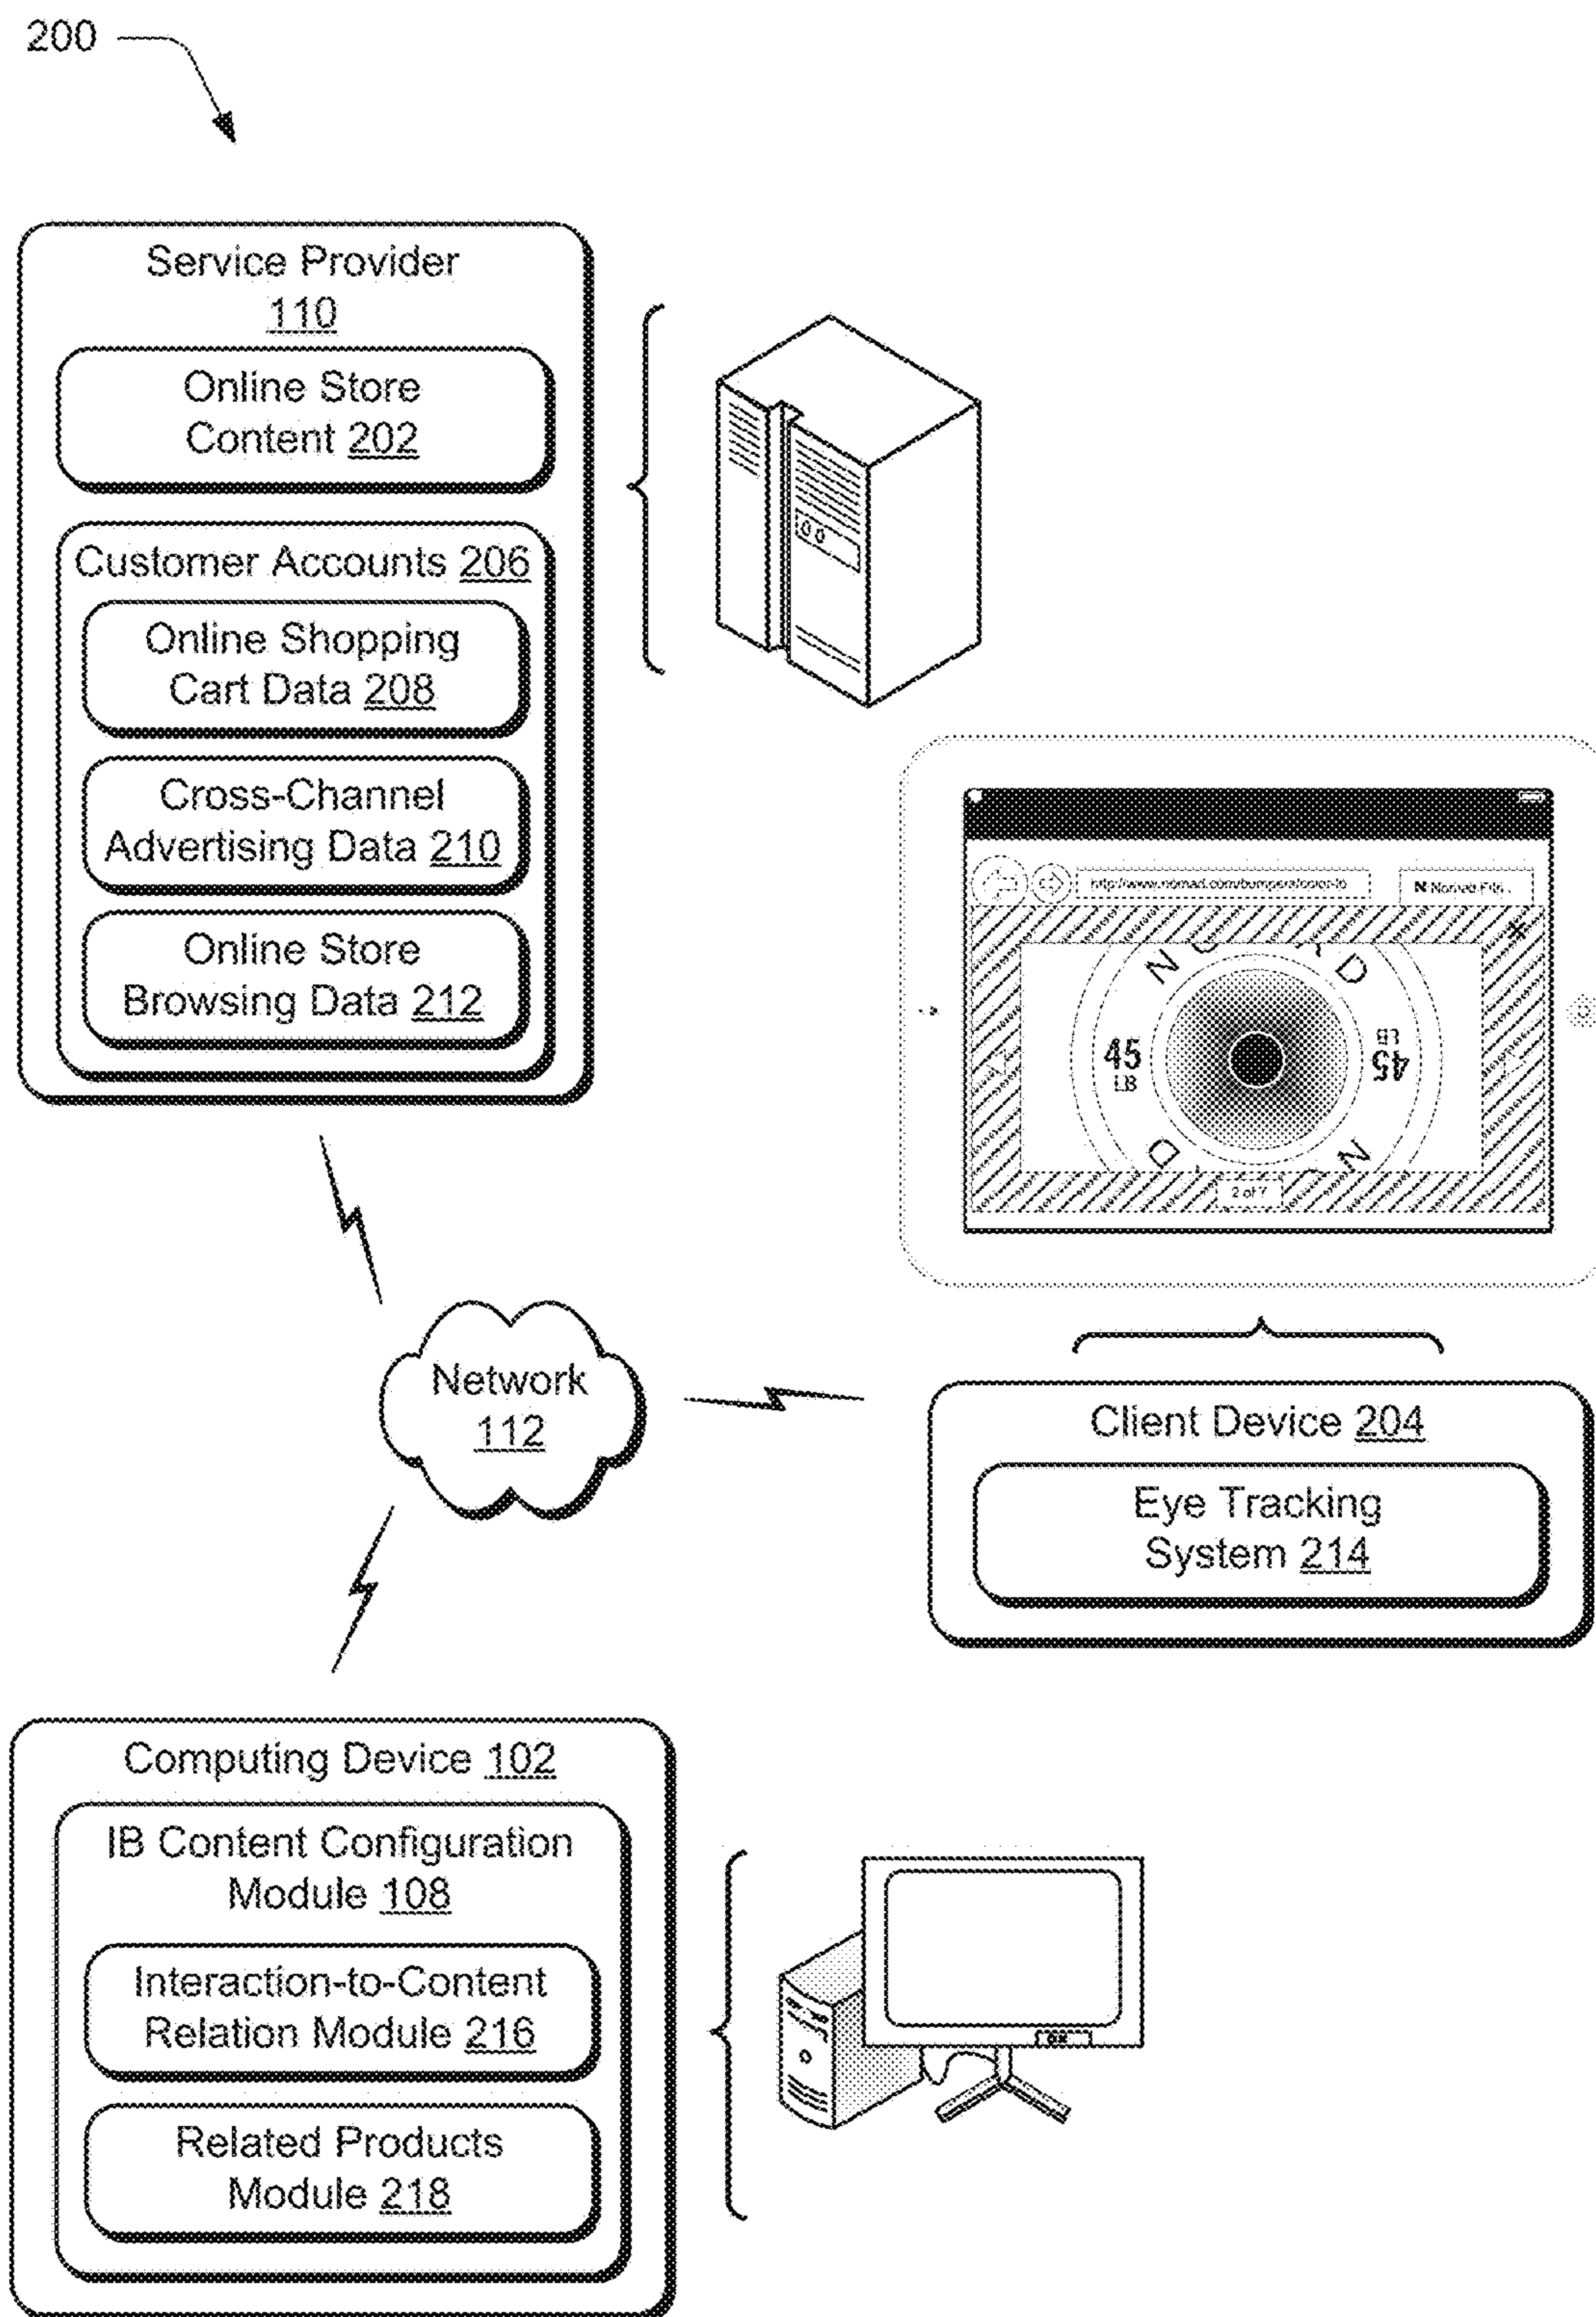 200
Service Provider
110
Online Store
Content 202
Customer Accounts 206
Online Shopping
Cart Data 208
Cross-Channel
Advertising Data 210
Online Store
Browsing Data 212
N
D
45
LB
45
LB
D
N
2 of 7
Network
112
Client Device 204
Eye Tracking
System 214
Computing Device 102
IB Content Configuration
Module 108
Interaction-to-Content
Relation Module 216
Related Products
Module 218